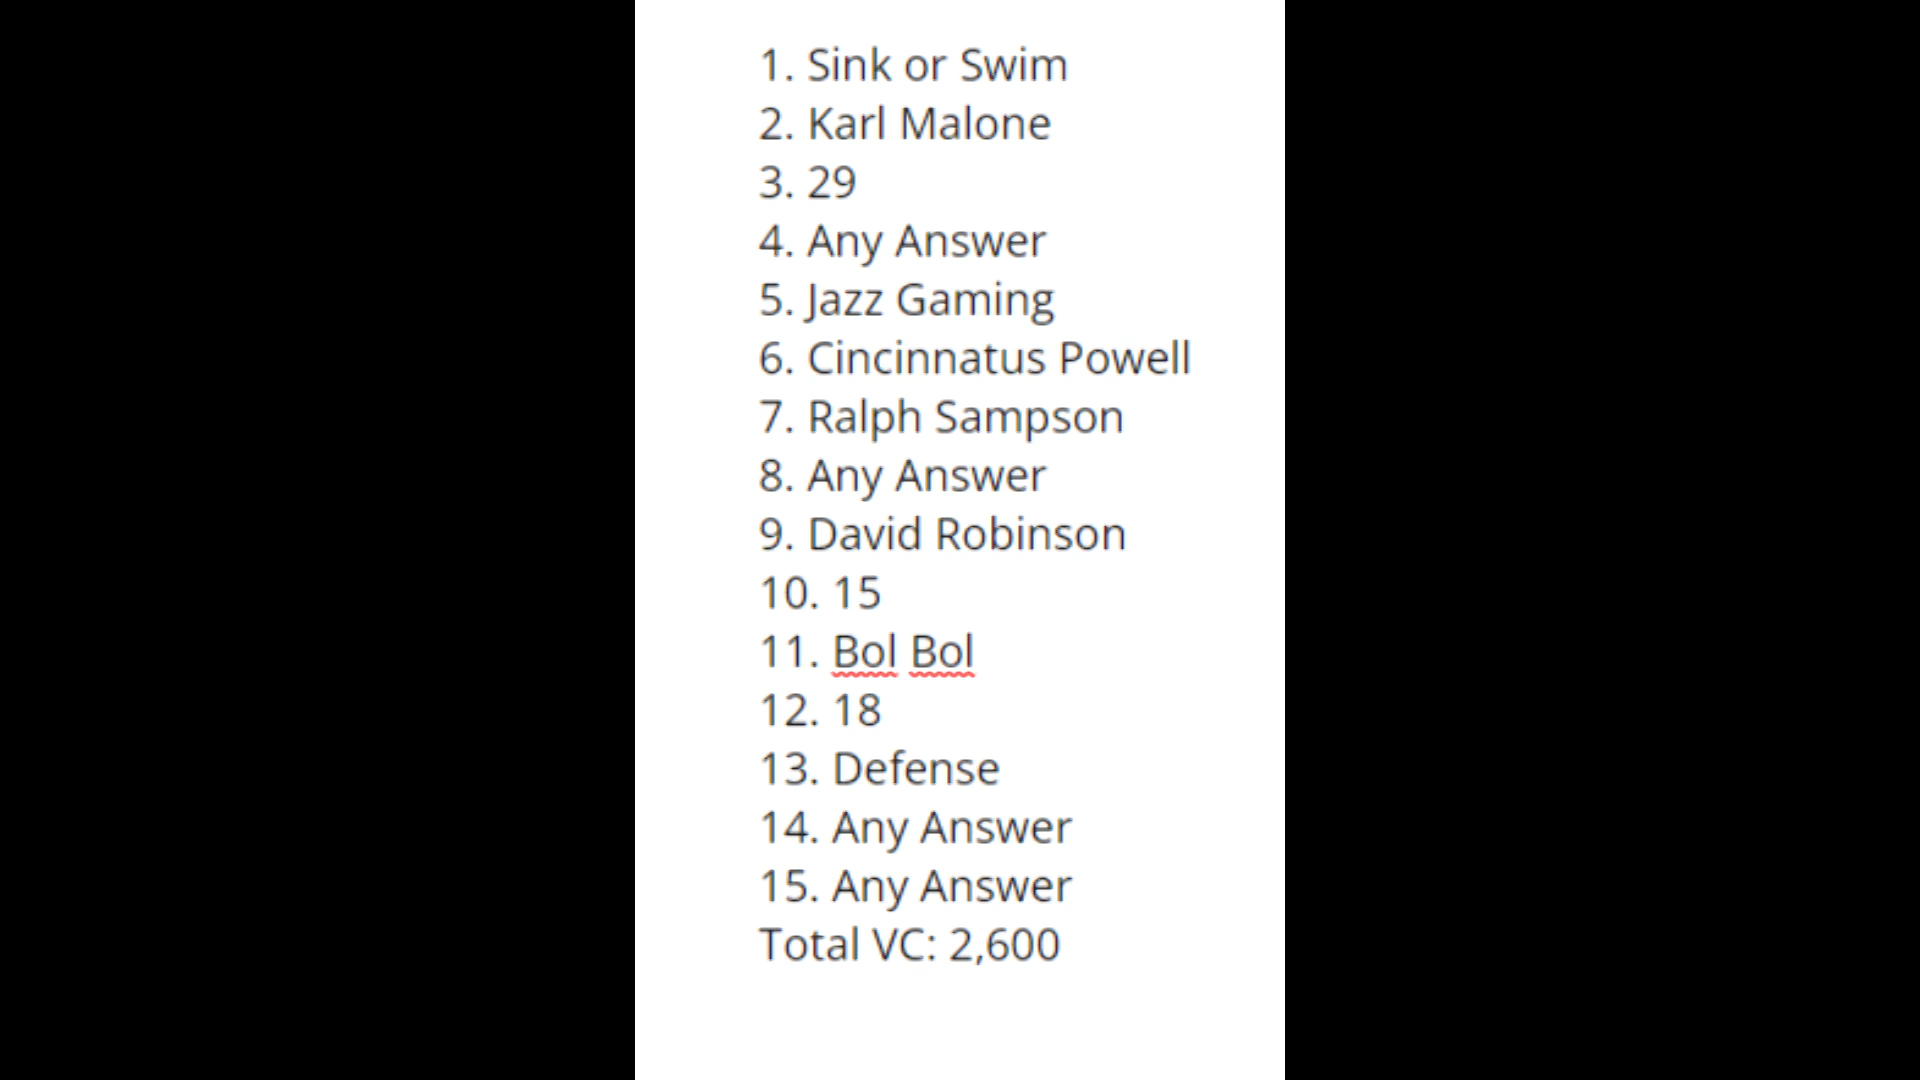 1. Sink or Swim
2. Karl Malone
3. 29
4. Any Answer
5. Jazz Gaming
6. Cincinnatus Powell
7. Ralph Sampson
8. Any Answer
9. David Robinson
10. 15
11. Bol Bol
12. 18
13. Defense
14. Any Answer
15. Any Answer
Total VC: 2,600